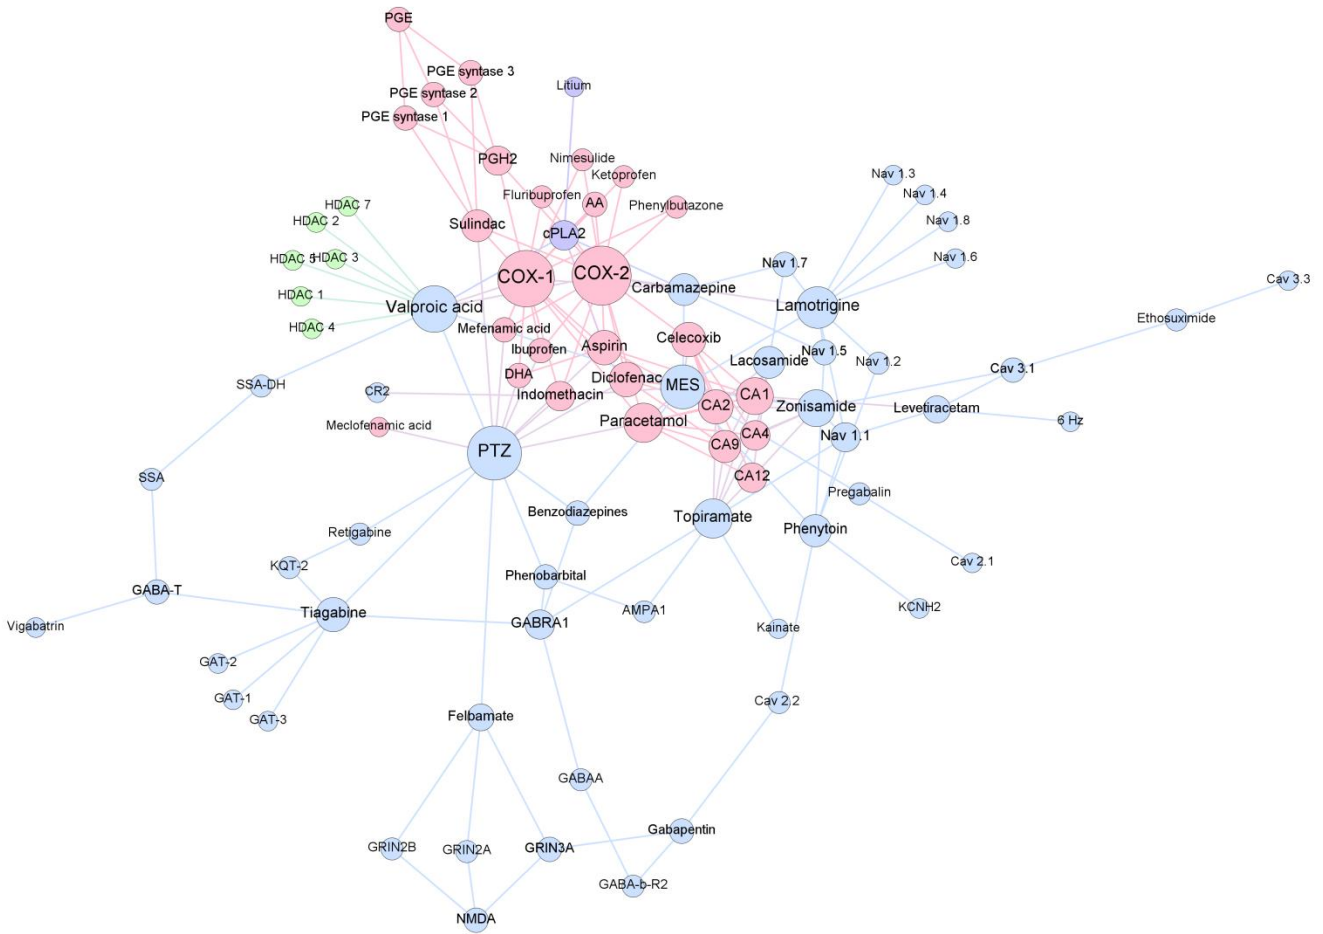 PGE
PGE syntase 3
PGE syntase 2
PGE syntase 1
Litium
PGH2
Nimesulide
Ketoprofen
Fluribuprofen
AA
Phenylbutazone
Sulindac
cPLA2
HDAC 7
HDAC 2
HDAC 5
HDAC 3
HDAC 1
HDAC 4
Valproic acid
COX-1
COX-2
Carbamazepine
Nav 1.3
Nav 1.4
Nav 1.8
Nav 1.6
Nav 1.7
Lamotrigine
Cav 3.3
Ethosuximide
Mefenamic acid
Ibuprofen
Aspirin
Celecoxib
Lacosamide
Nav 1.5
Nav 1.2
Cav 3.1
SSA-DH
CR2
DHA
Indomethacin
Diclofenac
MES
CA2
CA1
Zonisamide
Levetiracetam
6 Hz
Meclofenamic acid
Paracetamol
CA9
CA4
Nav 1.1
PTZ
CA12
SSA
Pregabalin
Benzodiazepines
Topiramate
Phenytoin
Retigabine
KQT-2
Phenobarbital
Cav 2.1
GABA-T
Tiagabine
GABRA1
AMPA1
Kainate
KCNH2
Vigabatrin
GAT-2
GAT-1
GAT-3
Felbamate
Cav 2.2
GABAA
Gabapentin
GRIN2B
GRIN2A
GRIN3A
GABA-b-R2
NMDA